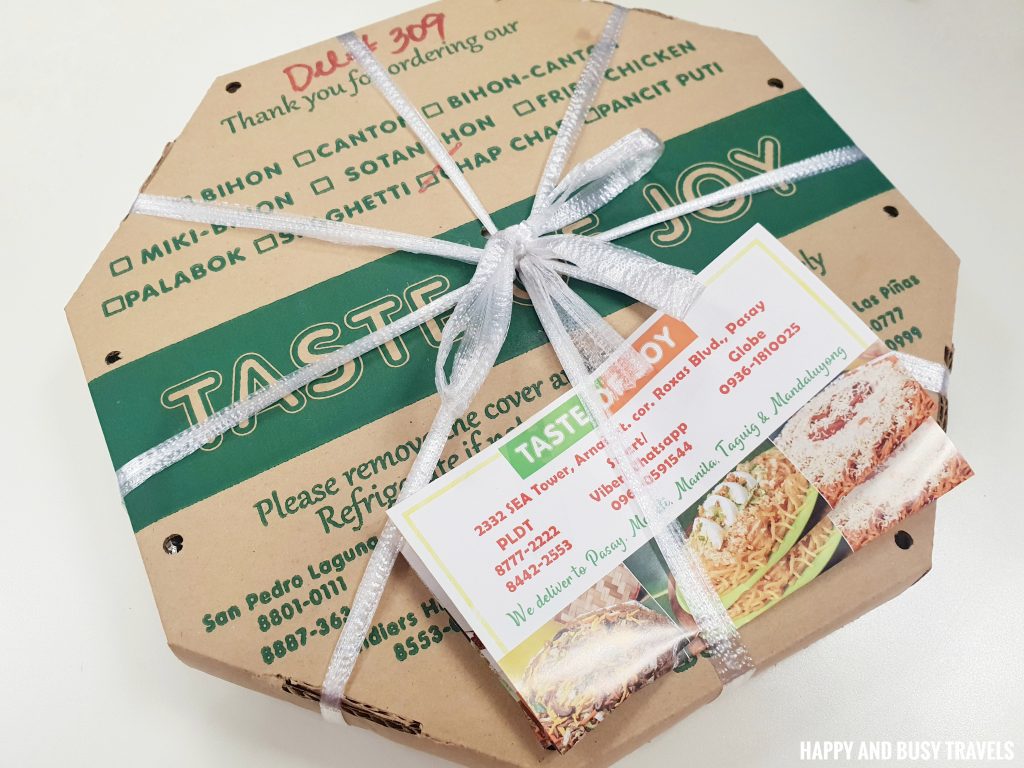 Del# 309
Thank you for ordering our
BIHON ☐CANTON ☐BIHON-CANTON
☐ MIKI-BIHON ☐ SOTANGHON ☐FRIED CHICKEN
☐PALABOK ☐SPAGHETTI ☐CHAP CHAE ☐PANCIT PUTI
TASTE OF JOY
Please remove the cover
Refrigerate if
San Pedro Laguna
8801-0111
8887-363
8553-
Las Piñas
0777
0999
TASTE OF JOY
2332 SEA Tower, Arnaiz St. cor. Roxas Blvd., Pasay
PLDT
8777-2222
8442-2553
Smart/
Viber/Whatsapp
Globe
0936-1810025
We deliver to Pasay, Makati, Manila, Taguig & Mandaluyong
HAPPY AND BUSY TRAVELS